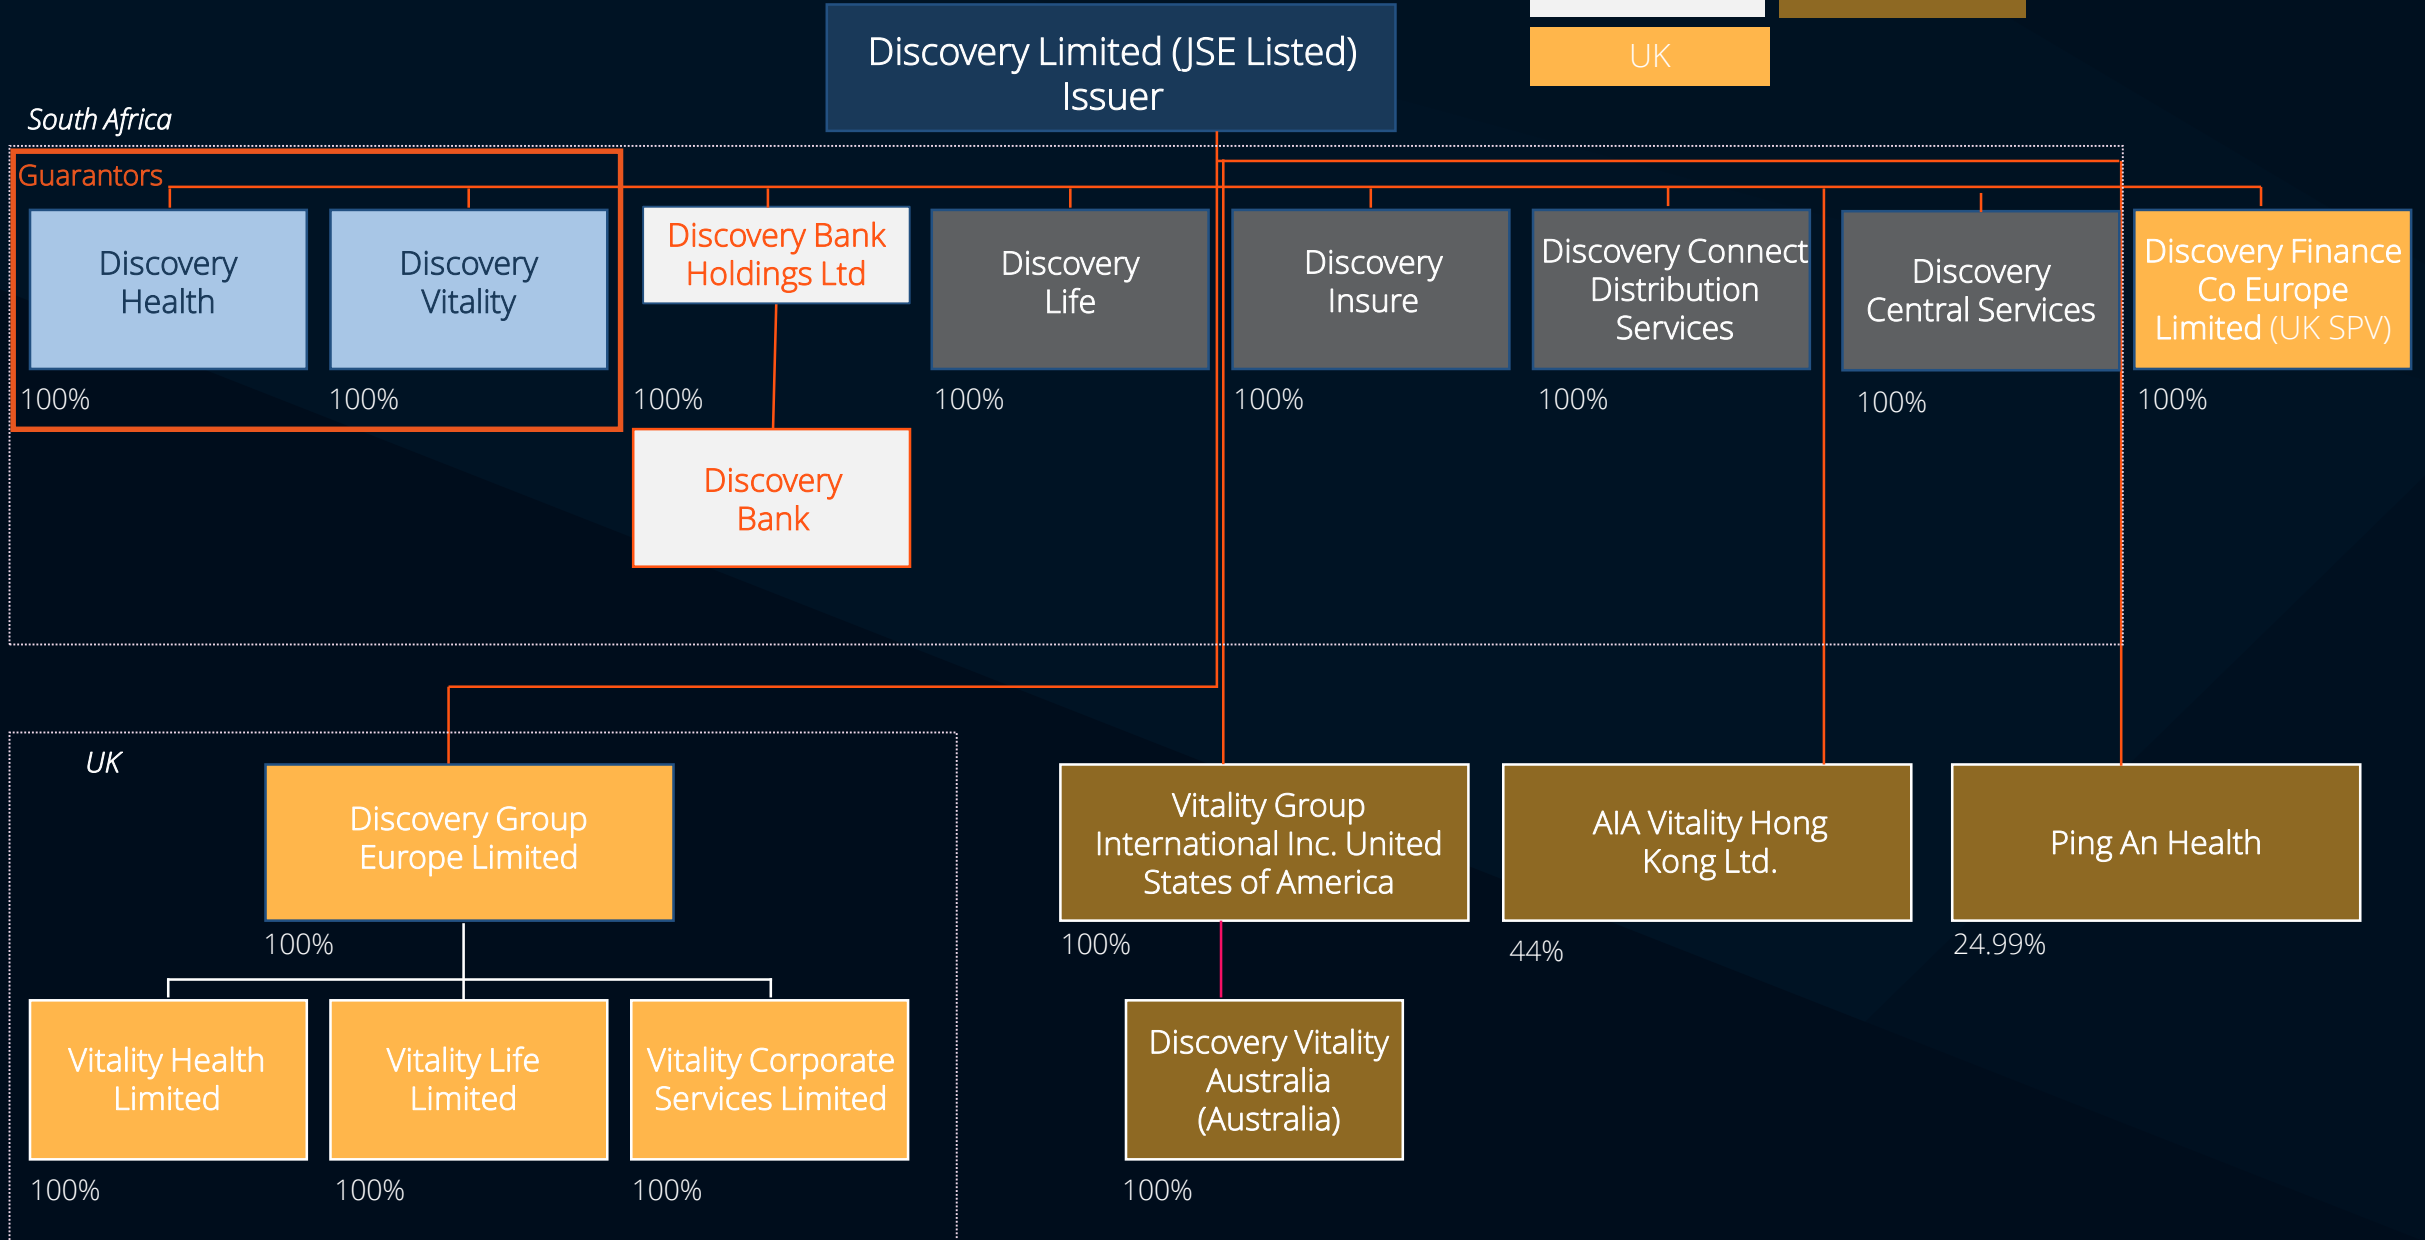 Discovery Limited (JSE Listed)
Issuer
UK
South Africa
Guarantors
Discovery
Health
100%
Discovery
Vitality
100%
Discovery Bank
Holdings Ltd
100%
Discovery
Bank
Discovery
Life
100%
Discovery
Insure
100%
Discovery Connect
Distribution
Services
100%
Discovery
Central Services
100%
Discovery Finance
Co Europe
Limited (UK SPV)
100%
UK
Discovery Group
Europe Limited
100%
Vitality Group
International Inc. United
States of America
100%
AIA Vitality Hong
Kong Ltd.
44%
Ping An Health
24.99%
Vitality Health
Limited
100%
Vitality Life
Limited
100%
Vitality Corporate
Services Limited
100%
Discovery Vitality
Australia
(Australia)
100%